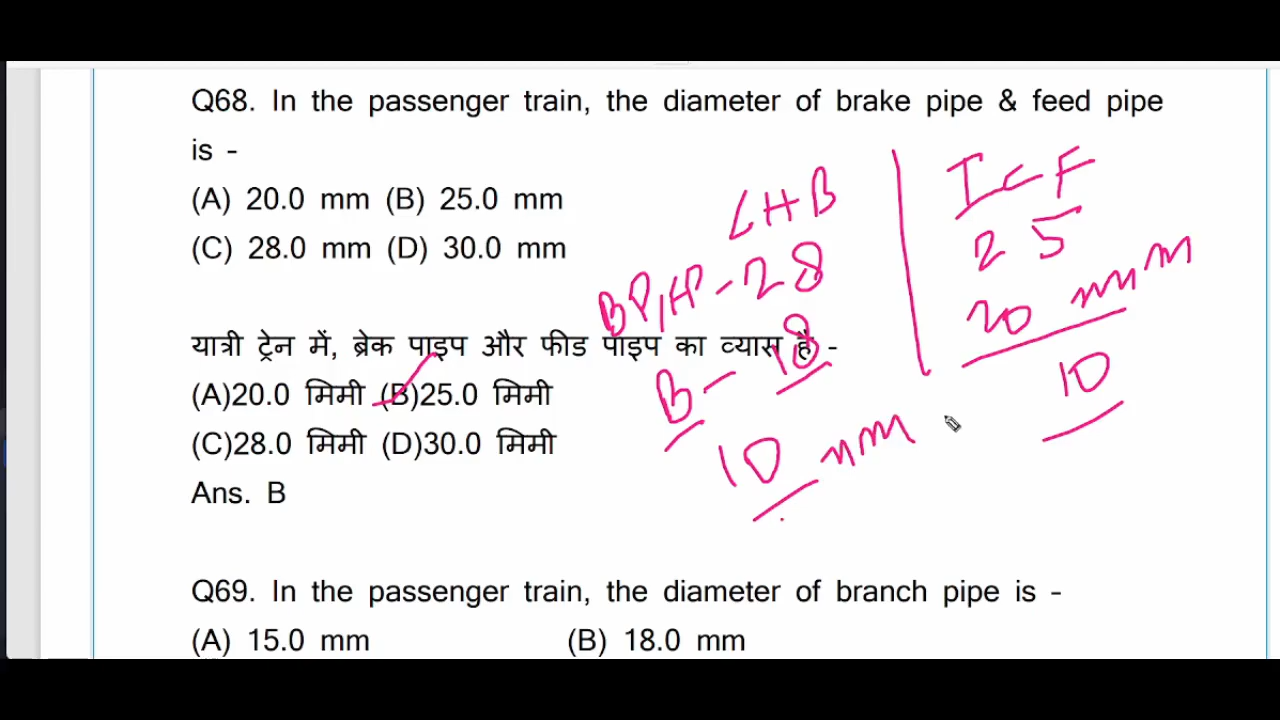 Q68. In the passenger train, the diameter of brake pipe & feed pipe
is -
(A) 20.0 mm (B) 25.0 mm
(C) 28.0 mm (D) 30.0 mm
LHB
BP, FP - 28
B - 18
10 mm
ICF
25
20 mm
10
यात्री ट्रेन में, ब्रेक पाइप और फीड पाइप का व्यास है -
(A)20.0 मिमी (B)25.0 मिमी
(C)28.0 मिमी (D)30.0 मिमी
Ans. B
Q69. In the passenger train, the diameter of branch pipe is -
(A) 15.0 mm (B) 18.0 mm